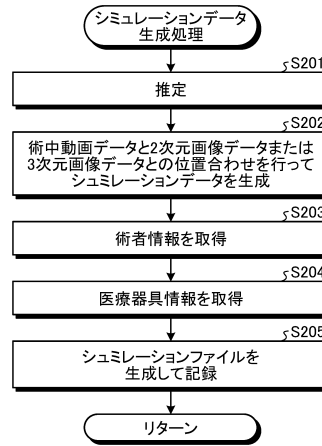 シミュレーションデータ
生成処理
S201
推定
S202
術中動画データと2次元画像データまたは
3次元画像データとの位置合わせを行って
シュミレーションデータを生成
S203
術者情報を取得
S204
医療器具情報を取得
S205
シュミレーションファイルを
生成して記録
リターン